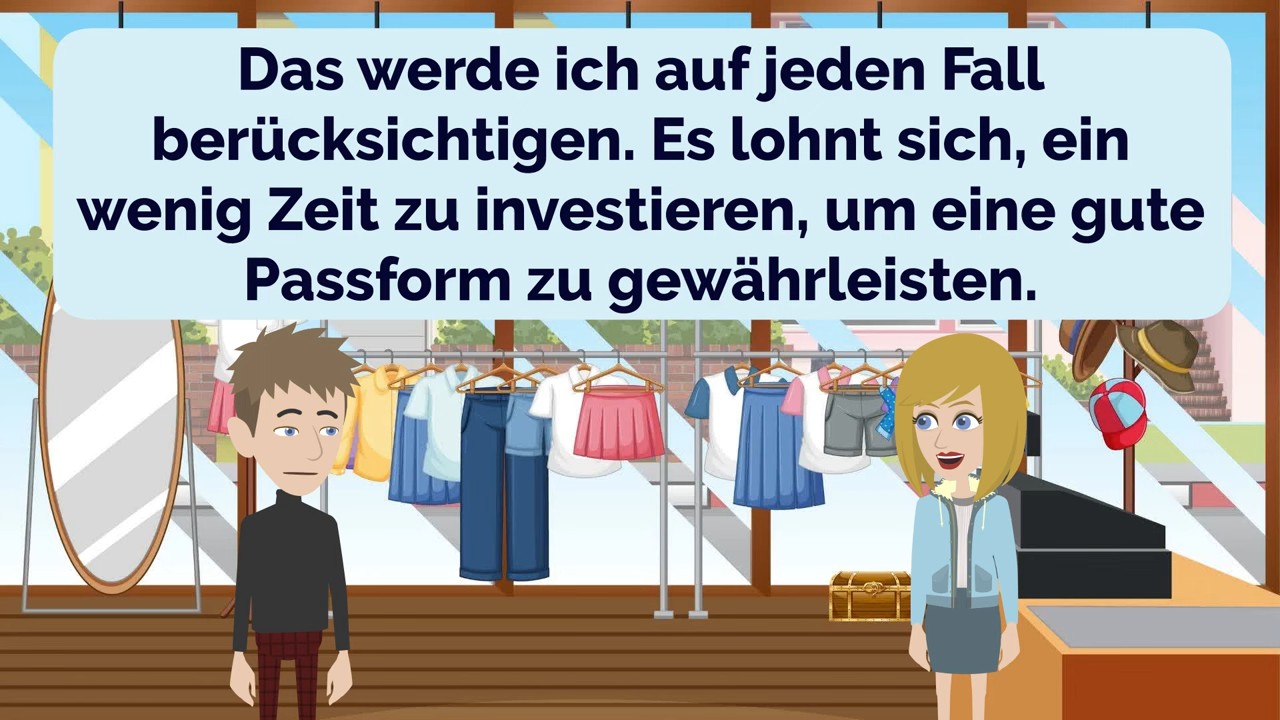 Das werde ich auf jeden Fall
berücksichtigen. Es lohnt sich, ein
wenig Zeit zu investieren, um eine gute
Passform zu gewährleisten.